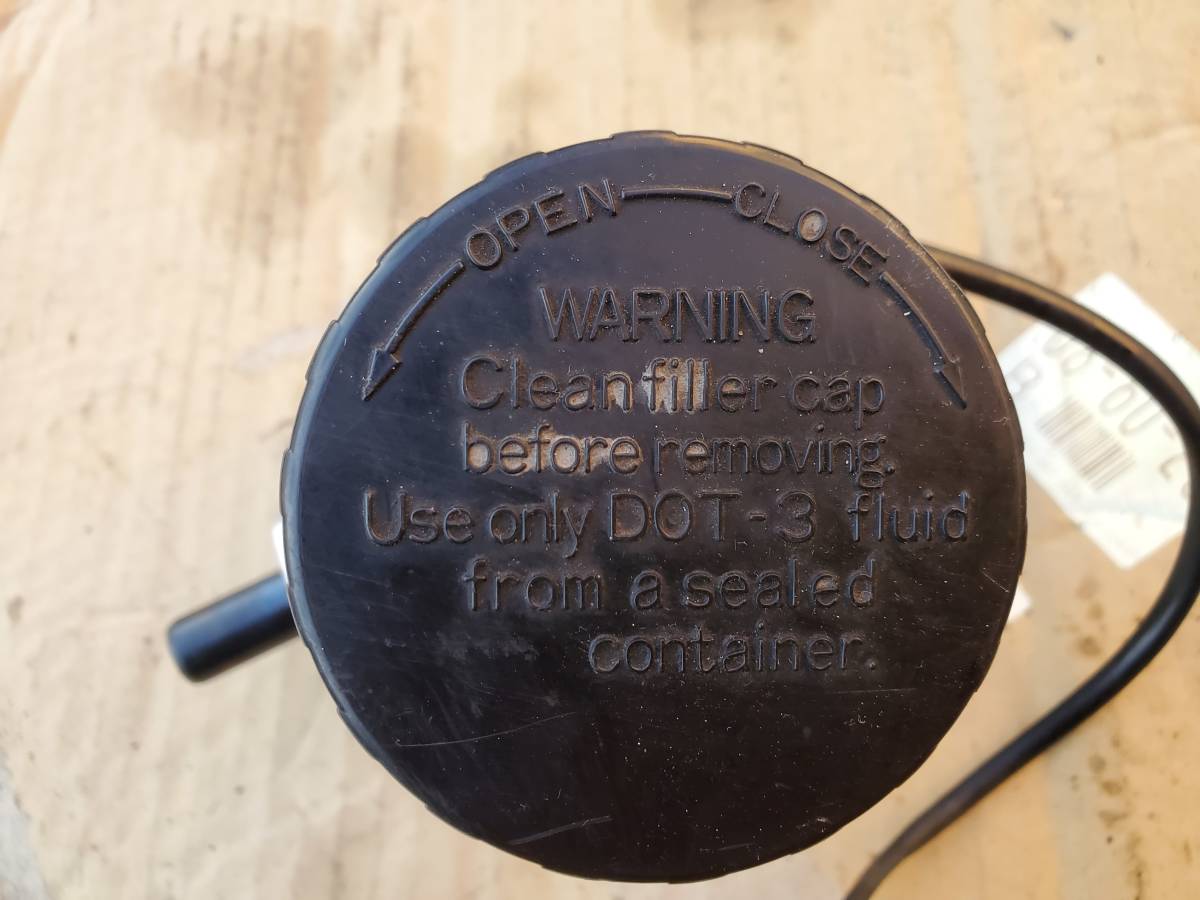 OPEN CLOSE
WARNING
Clean filler cap
before removing.
Use only DOT-3 fluid
from a sealed
container.